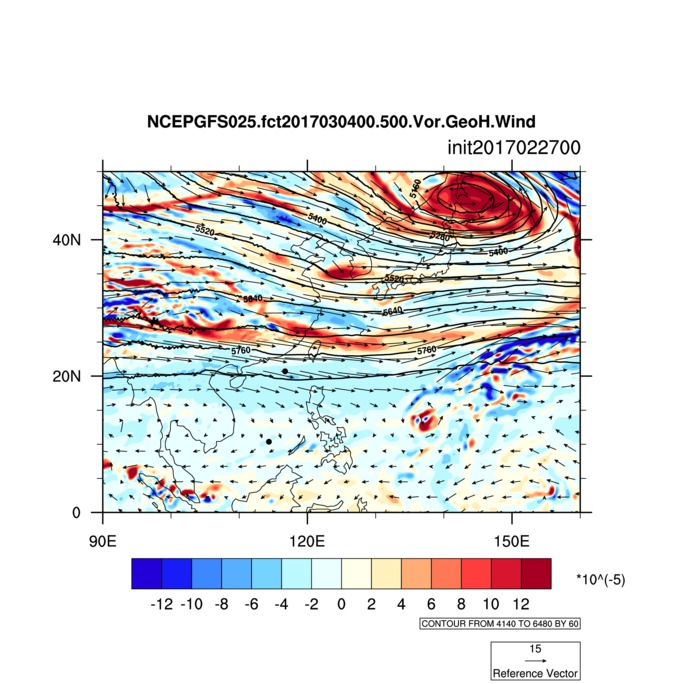 NCEPGFS025.fct2017030400.500.Vor.GeoH.Wind
init2017022700
5160
5400
5520
5280
40N
5400
5520
5640
5640
5760
5760
20N
0
90E 120E 150E
-12 -10 -8 -6 -4 -2 0 2 4 6 8 10 12
*10^(-5)
CONTOUR FROM 4140 TO 6480 BY 60
15
Reference Vector